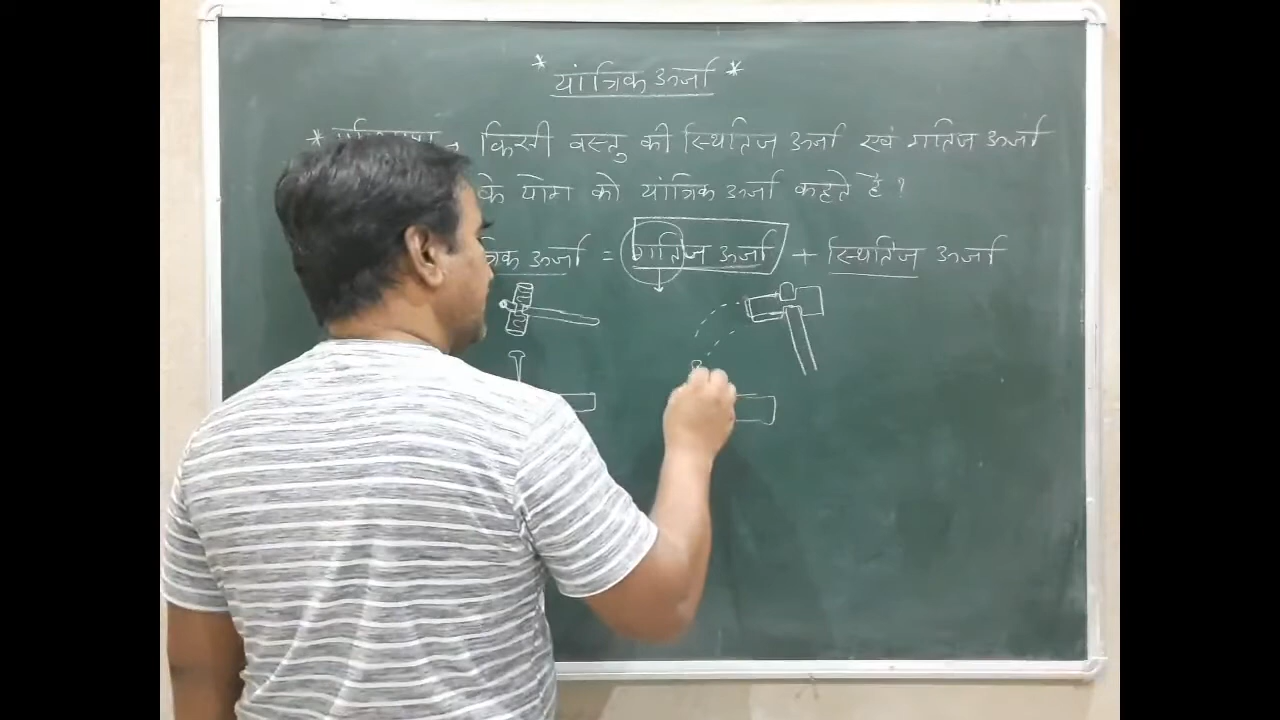 * यांत्रिक ऊर्जा *
* किसी वस्तु की स्थितिज ऊर्जा एवं गतिज ऊर्जा
के योग को यांत्रिक ऊर्जा कहते है ?
त्रिक ऊर्जा = गतिज ऊर्जा + स्थितिज ऊर्जा